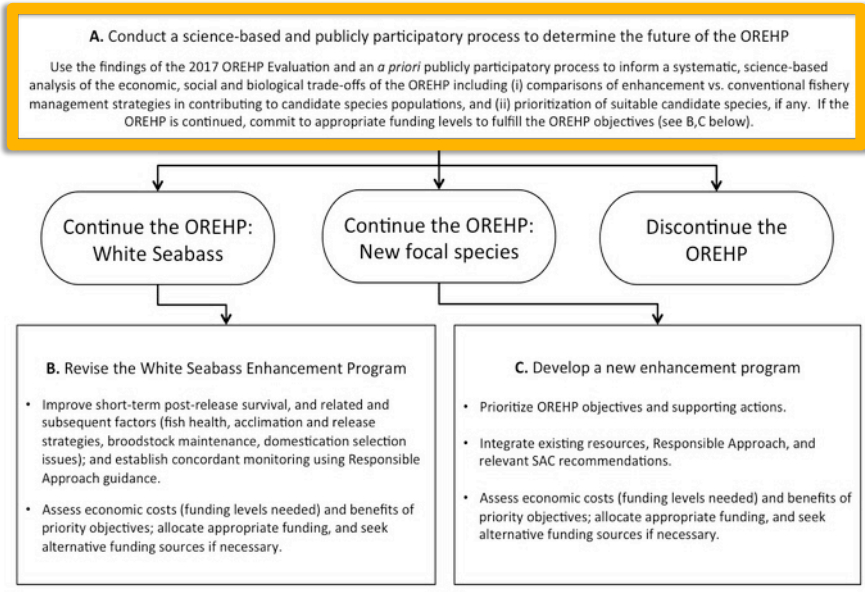 A. Conduct a science-based and publicly participatory process to determine the future of the OREHP
Use the findings of the 2017 OREHP Evaluation and an a priori publicly participatory process to inform a systematic, science-based
analysis of the economic, social and biological trade-offs of the OREHP including (i) comparisons of enhancement vs. conventional fishery
management strategies in contributing to candidate species populations, and (ii) prioritization of suitable candidate species, if any. If the
OREHP is continued, commit to appropriate funding levels to fulfill the OREHP objectives (see B,C below).
Continue the OREHP:
White Seabass
Continue the OREHP:
New focal species
Discontinue the
OREHP
B. Revise the White Seabass Enhancement Program
• Improve short-term post-release survival, and related and
subsequent factors (fish health, acclimation and release
strategies, broodstock maintenance, domestication selection
issues); and establish concordant monitoring using Responsible
Approach guidance.
• Assess economic costs (funding levels needed) and benefits of
priority objectives; allocate appropriate funding, and seek
alternative funding sources if necessary.
C. Develop a new enhancement program
• Prioritize OREHP objectives and supporting actions.
• Integrate existing resources, Responsible Approach, and
relevant SAC recommendations.
• Assess economic costs (funding levels needed) and benefits of
priority objectives; allocate appropriate funding, and seek
alternative funding sources if necessary.